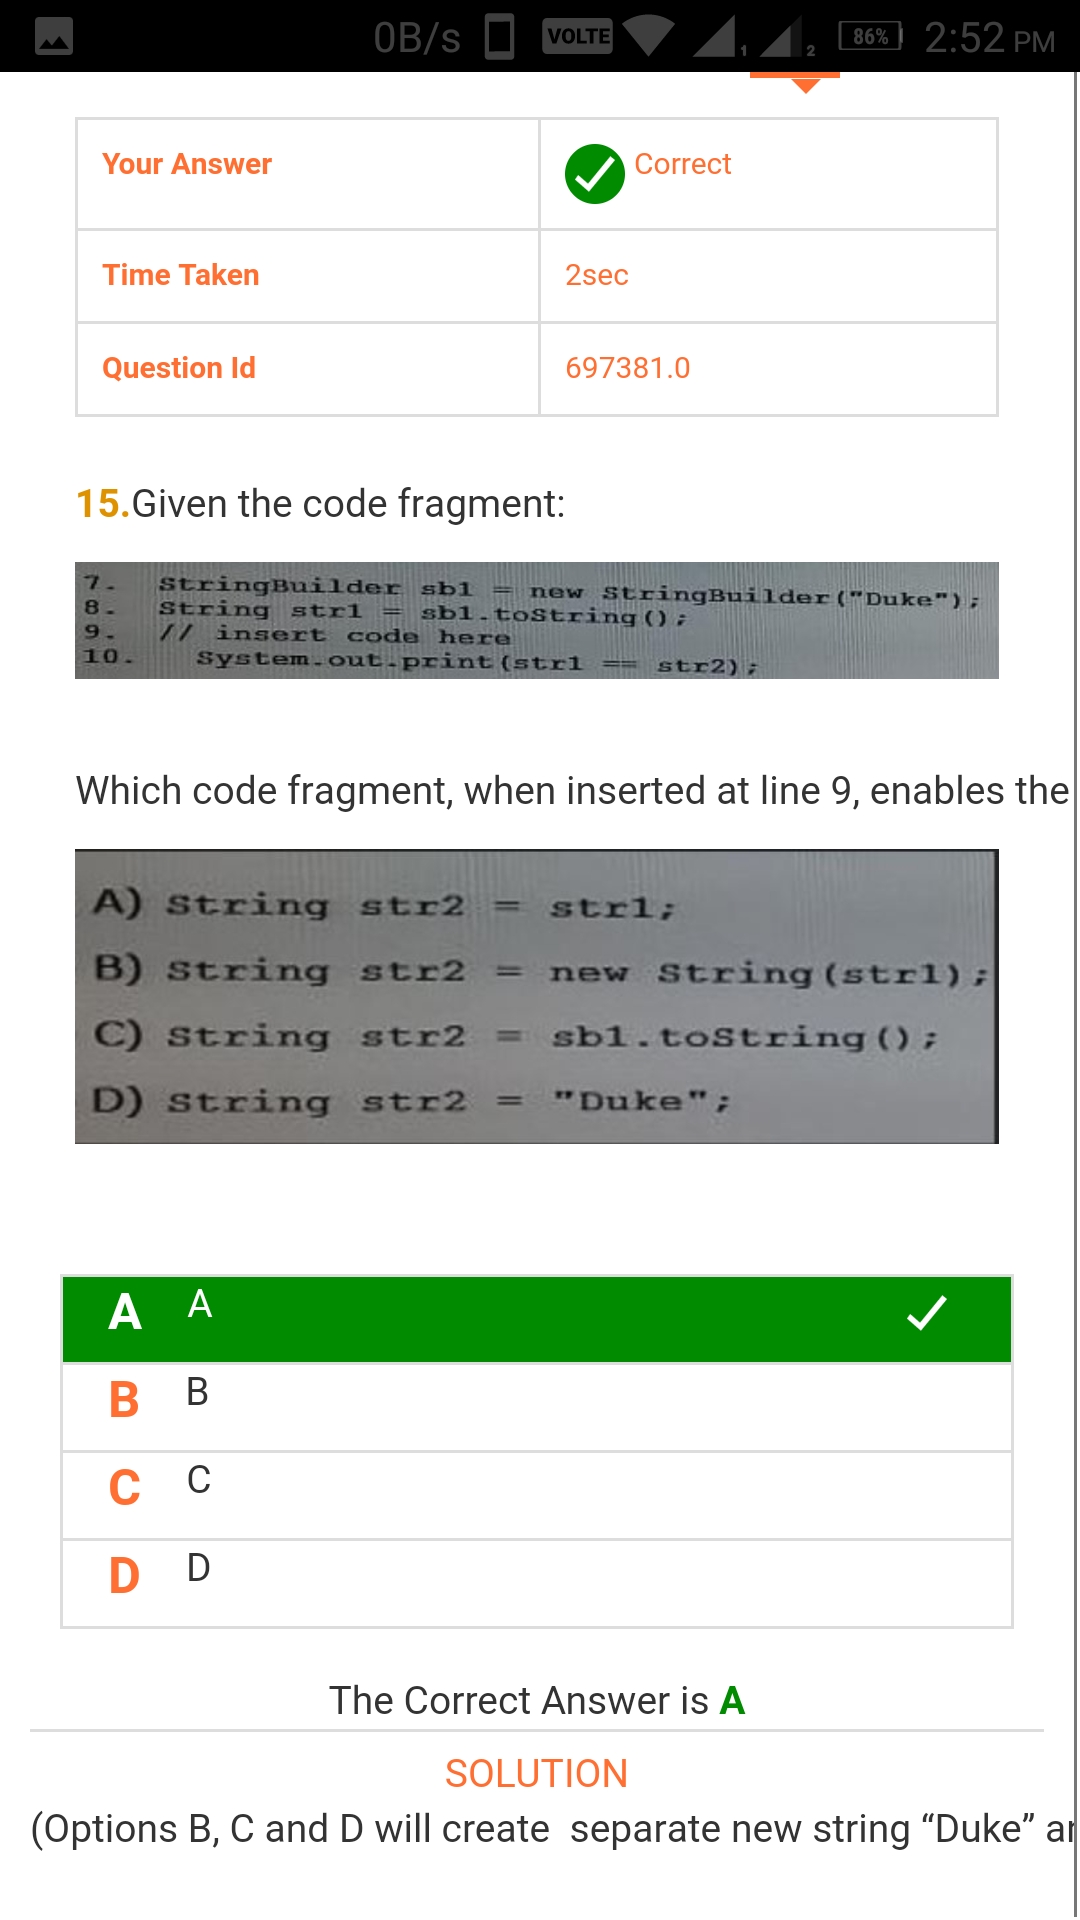 0B/s VOLTE 1 2 86% 2:52 PM
Your Answer Correct
Time Taken 2sec
Question Id 697381.0
15.Given the code fragment:
7. StringBuilder sb1 = new StringBuilder("Duke");
8. String str1 = sb1.toString();
9. // insert code here
10. System.out.print(str1 == str2);
Which code fragment, when inserted at line 9, enables the
A) String str2 = str1;
B) String str2 = new String(str1);
C) String str2 = sb1.toString();
D) String str2 = "Duke";
A A
B B
C C
D D
The Correct Answer is A
SOLUTION
(Options B, C and D will create separate new string “Duke”